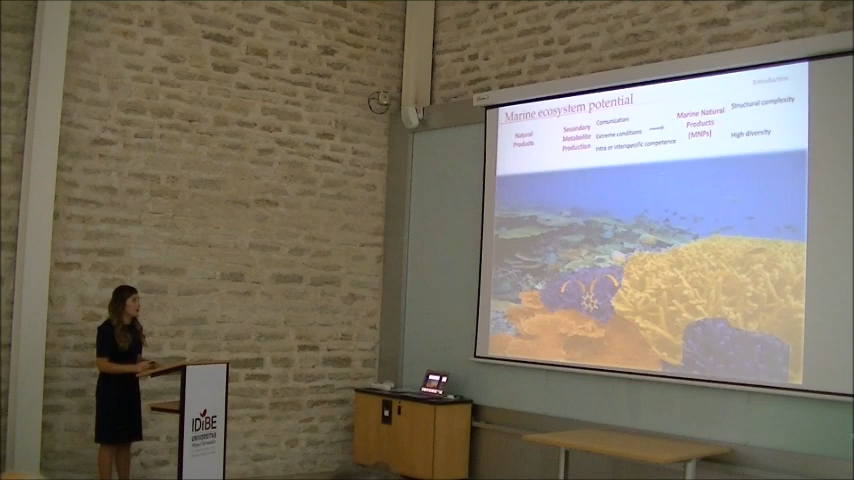 Introduction
Marine ecosystem potential
Natural
Products
Secondary
Metabolite
Production
Comunization
Extreme conditions
Intra or interspecific competence
Marine Natural
Products
(MNPs)
Structural complexity
High diversity
IDiBE
UNIVERSITAS